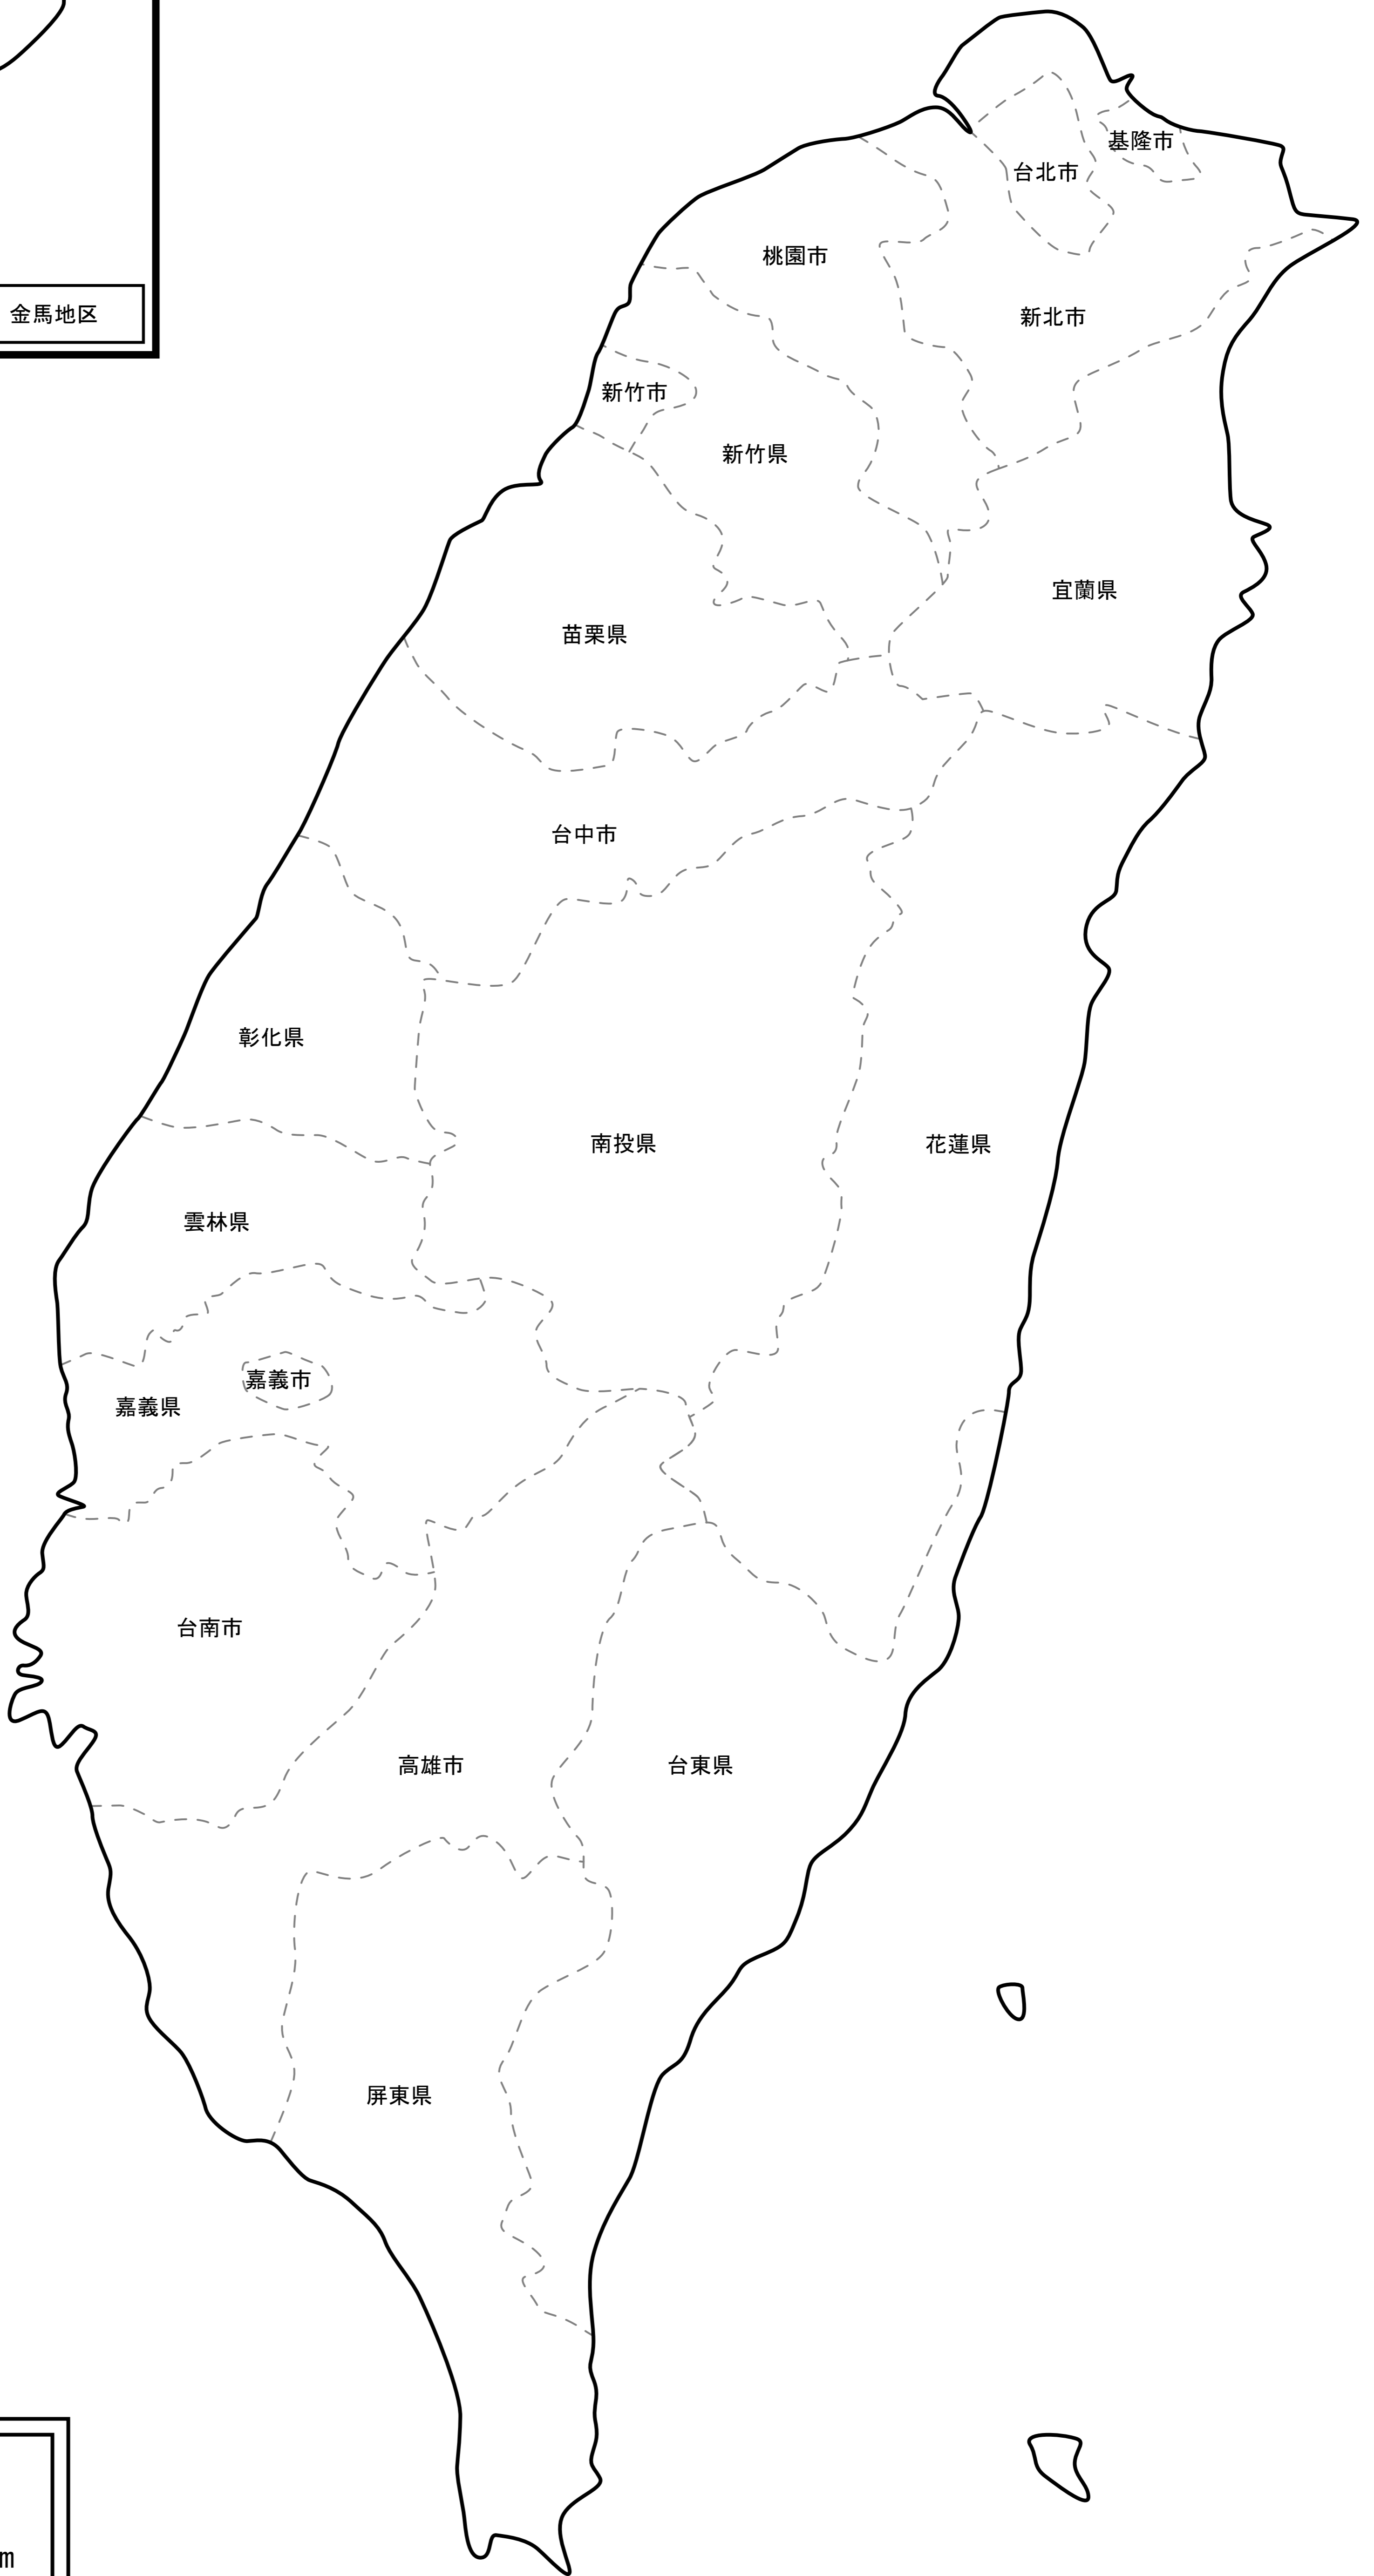 基隆市
台北市
桃園市
金馬地区
新北市
新竹市
新竹県
宜蘭県
苗栗県
台中市
彰化県
南投県
花蓮県
雲林県
嘉義市
嘉義県
台南市
高雄市
台東県
屏東県
m